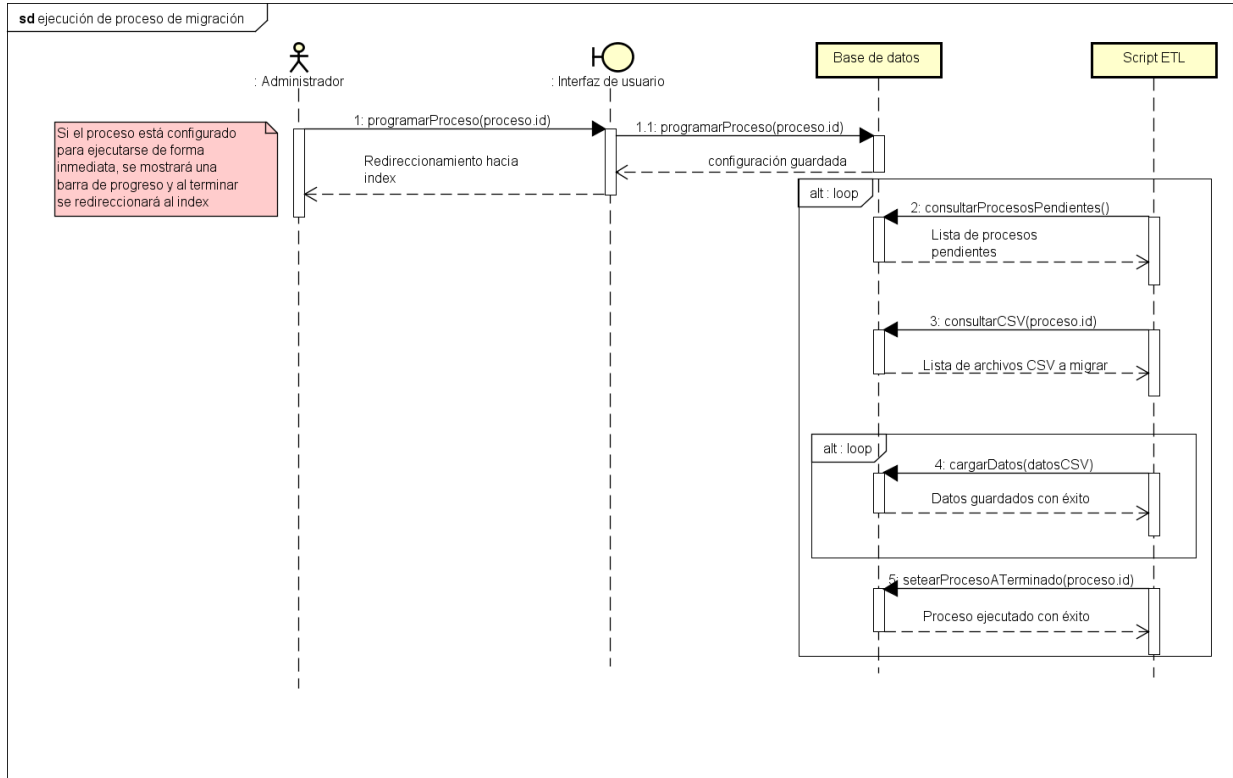 sd ejecución de proceso de migración
: Administrador
: Interfaz de usuario
Base de datos
Script ETL
Si el proceso está configurado
para ejecutarse de forma
inmediata, se mostrará una
barra de progreso y al terminar
se redireccionará al index
1: programarProceso(proceso.id)
1.1: programarProceso(proceso.id)
configuración guardada
Redireccionamiento hacia
index
alt : loop
2: consultarProcesosPendientes()
Lista de procesos
pendientes
3: consultarCSV(proceso.id)
Lista de archivos CSV a migrar
alt : loop
4: cargarDatos(datosCSV)
Datos guardados con éxito
5: setearProcesoATerminado(proceso.id)
Proceso ejecutado con éxito